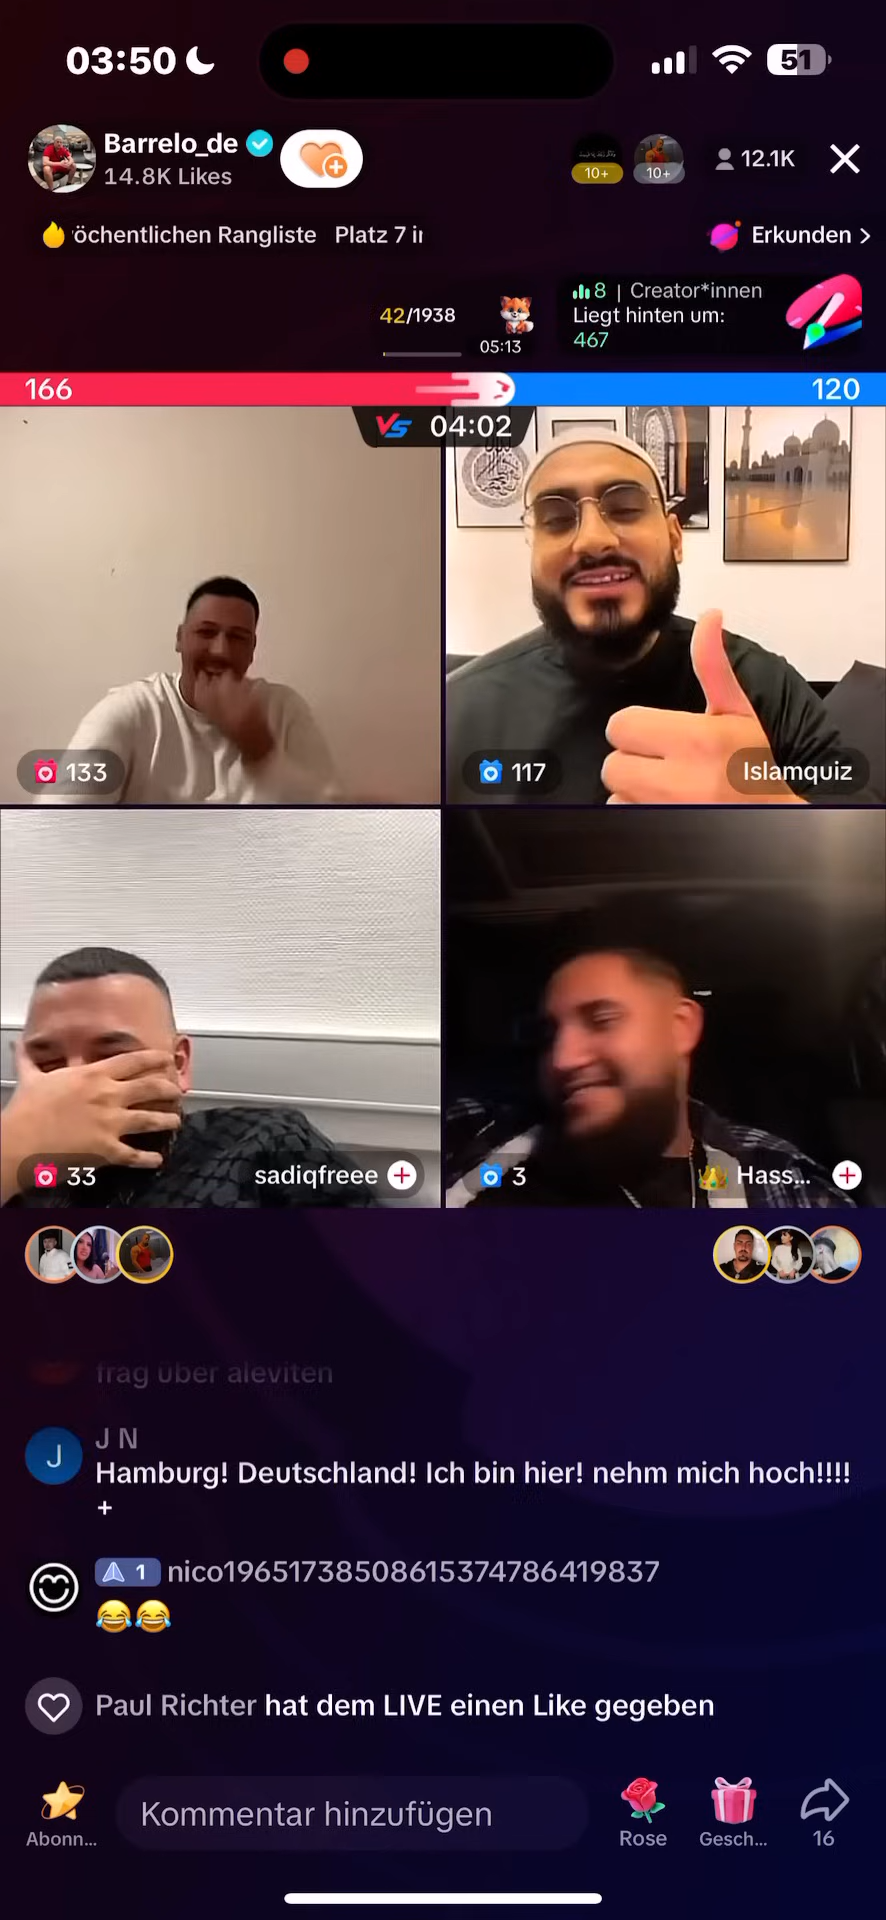 03:50
51
Barrelo_de
14.8K Likes
10+
10+
12.1K
öchentlichen Rangliste Platz 7 i
Erkunden >
42/1938
05:13
8 | Creator*innen
Liegt hinten um:
467
166
120
VS 04:02
133
117
Islamquiz
33
sadiqfreee
3
Hass...
frag über aleviten
J
J N
Hamburg! Deutschland! Ich bin hier! nehm mich hoch!!!!
+
1 nico19651738508615374786419837
😂😂
Paul Richter hat dem LIVE einen Like gegeben
Kommentar hinzufügen
Abonn...
Rose
Gesch...
16